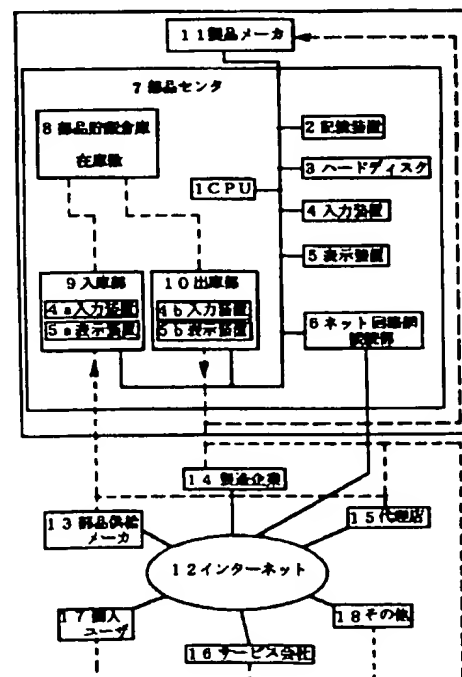 11製品メーカ
7部品センタ
8部品貯蔵倉庫
在庫数
2記憶装置
3ハードディスク
1CPU
4入力装置
5表示装置
9入庫部
4a入力装置
5a表示装置
10出庫部
4b入力装置
5b表示装置
6ネット回線網
接続部
14製造企業
13部品供給
メーカ
15代理店
12インターネット
17個人
ユーザ
18その他
16サービス会社